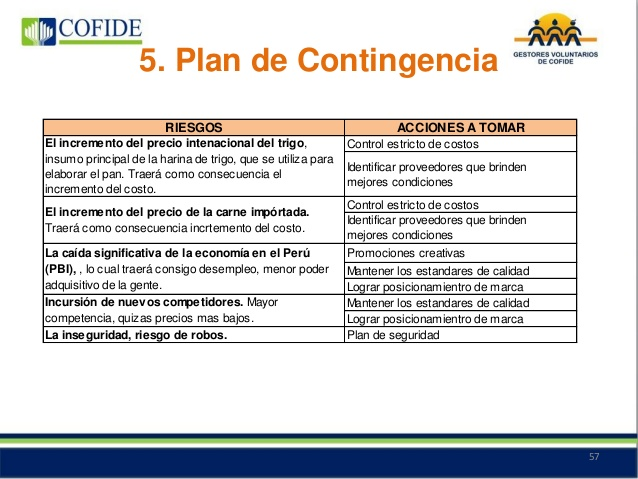 COFIDE
GESTORES VOLUNTARIOS
DE COFIDE
5. Plan de Contingencia
RIESGOS
ACCIONES A TOMAR
El incremento del precio intenacional del trigo,
insumo principal de la harina de trigo, que se utiliza para
elaborar el pan. Traerá como consecuencia el
incremento del costo.
Control estricto de costos
Identificar proveedores que brinden
mejores condiciones
El incremento del precio de la carne impórtada.
Traerá como consecuencia incrtemento del costo.
Control estricto de costos
Identificar proveedores que brinden
mejores condiciones
La caída significativa de la economía en el Perú
(PBI), , lo cual traerá consigo desempleo, menor poder
adquisitivo de la gente.
Promociones creativas
Mantener los estandares de calidad
Lograr posicionamiento de marca
Incursión de nuevos competidores. Mayor
competencia, quizas precios mas bajos.
Mantener los estandares de calidad
Lograr posicionamiento de marca
La inseguridad, riesgo de robos.
Plan de seguridad
57